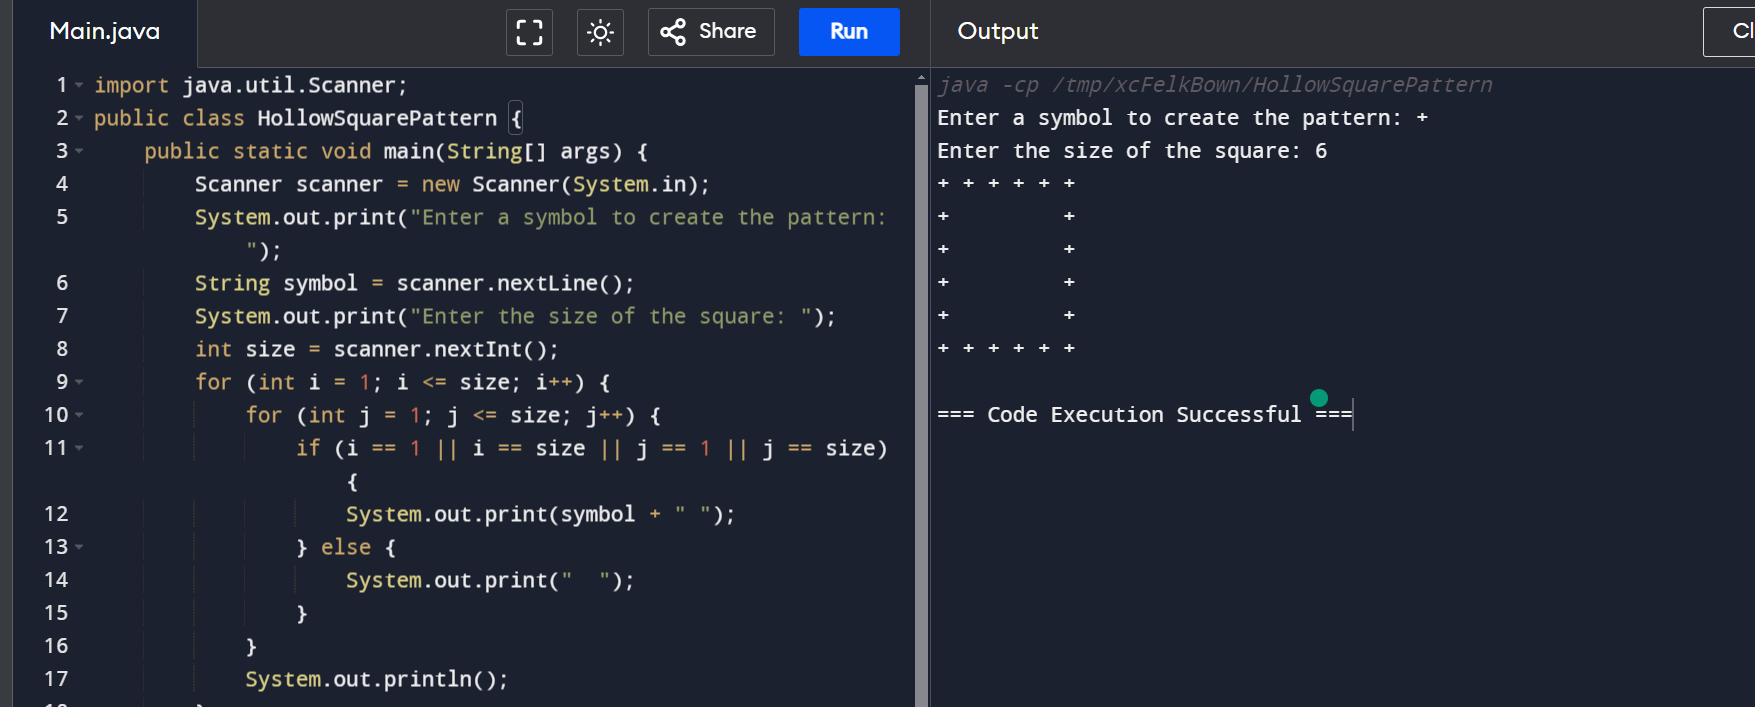 Main.java
Share
Run
Output
Cl
1 import java.util.Scanner;
2 public class HollowSquarePattern {
3     public static void main(String[] args) {
4         Scanner scanner = new Scanner(System.in);
5         System.out.print("Enter a symbol to create the pattern:
            ");
6         String symbol = scanner.nextLine();
7         System.out.print("Enter the size of the square: ");
8         int size = scanner.nextInt();
9         for (int i = 1; i <= size; i++) {
10            for (int j = 1; j <= size; j++) {
11                if (i == 1 || i == size || j == 1 || j == size)
                    {
12                    System.out.print(symbol + " ");
13                } else {
14                    System.out.print("  ");
15                }
16            }
17            System.out.println();
java -cp /tmp/xcFelkBown/HollowSquarePattern
Enter a symbol to create the pattern: +
Enter the size of the square: 6
+ + + + + +
+         +
+         +
+         +
+         +
+ + + + + +
=== Code Execution Successful ===